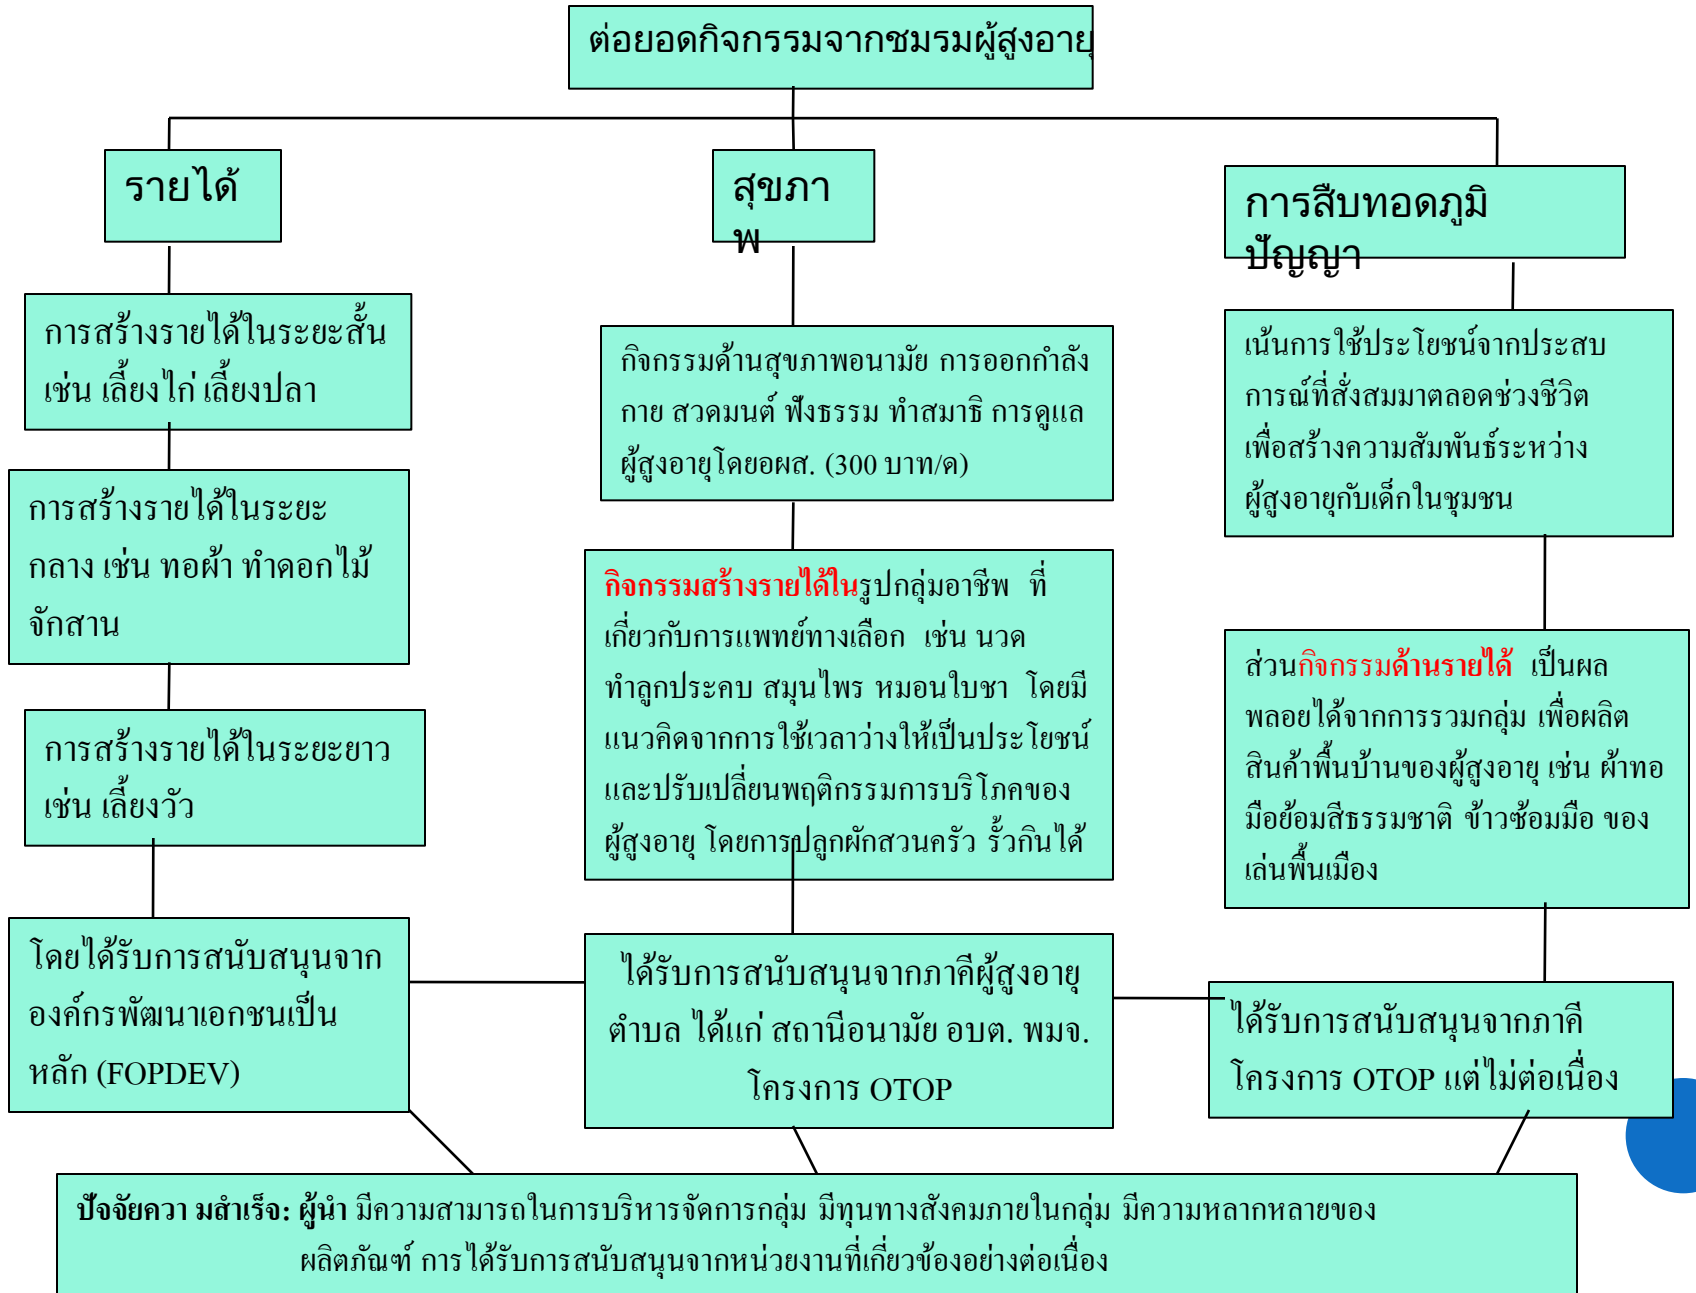 ต่อยอดกิจกรรมจากชมรมผู้สูงอายุ
รายได้
สุขภา
พ
การสืบทอดภูมิ
ปัญญา
การสร้างรายได้ในระยะสั้น
เช่น เลี้ยงไก่ เลี้ยงปลา
การสร้างรายได้ในระยะ
กลาง เช่น ทอผ้า ทำดอกไม้
จักสาน
การสร้างรายได้ในระยะยาว
เช่น เลี้ยงวัว
โดยได้รับการสนับสนุนจาก
องค์กรพัฒนาเอกชนเป็น
หลัก (FOPDEV)
กิจกรรมด้านสุขภาพอนามัย การออกกำลัง
กาย สวดมนต์ ฟังธรรม ทำสมาธิ การดูแล
ผู้สูงอายุโดยอผส. (300 บาท/ด)
กิจกรรมสร้างรายได้ในรูปกลุ่มอาชีพ ที่
เกี่ยวกับการแพทย์ทางเลือก เช่น นวด
ทำลูกประคบ สมุนไพร หมอนใบชา โดยมี
แนวคิดจากการใช้เวลาว่างให้เป็นประโยชน์
และปรับเปลี่ยนพฤติกรรมการบริโภคของ
ผู้สูงอายุ โดยการปลูกผักสวนครัว รั้วกินได้
ได้รับการสนับสนุนจากภาคีผู้สูงอายุ
ตำบล ได้แก่ สถานีอนามัย อบต. พมจ.
โครงการ OTOP
เน้นการใช้ประโยชน์จากประสบ
การณ์ที่สั่งสมมาตลอดช่วงชีวิต
เพื่อสร้างความสัมพันธ์ระหว่าง
ผู้สูงอายุกับเด็กในชุมชน
ส่วนกิจกรรมด้านรายได้ เป็นผล
พลอยได้จากการรวมกลุ่ม เพื่อผลิต
สินค้าพื้นบ้านของผู้สูงอายุ เช่น ผ้าทอ
มือย้อมสีธรรมชาติ ข้าวซ้อมมือ ของ
เล่นพื้นเมือง
ได้รับการสนับสนุนจากภาคี
โครงการ OTOP แต่ไม่ต่อเนื่อง
ปัจจัยควา มสำเร็จ: ผู้นำ มีความสามารถในการบริหารจัดการกลุ่ม มีทุนทางสังคมภายในกลุ่ม มีความหลากหลายของ
ผลิตภัณฑ์ การได้รับการสนับสนุนจากหน่วยงานที่เกี่ยวข้องอย่างต่อเนื่อง